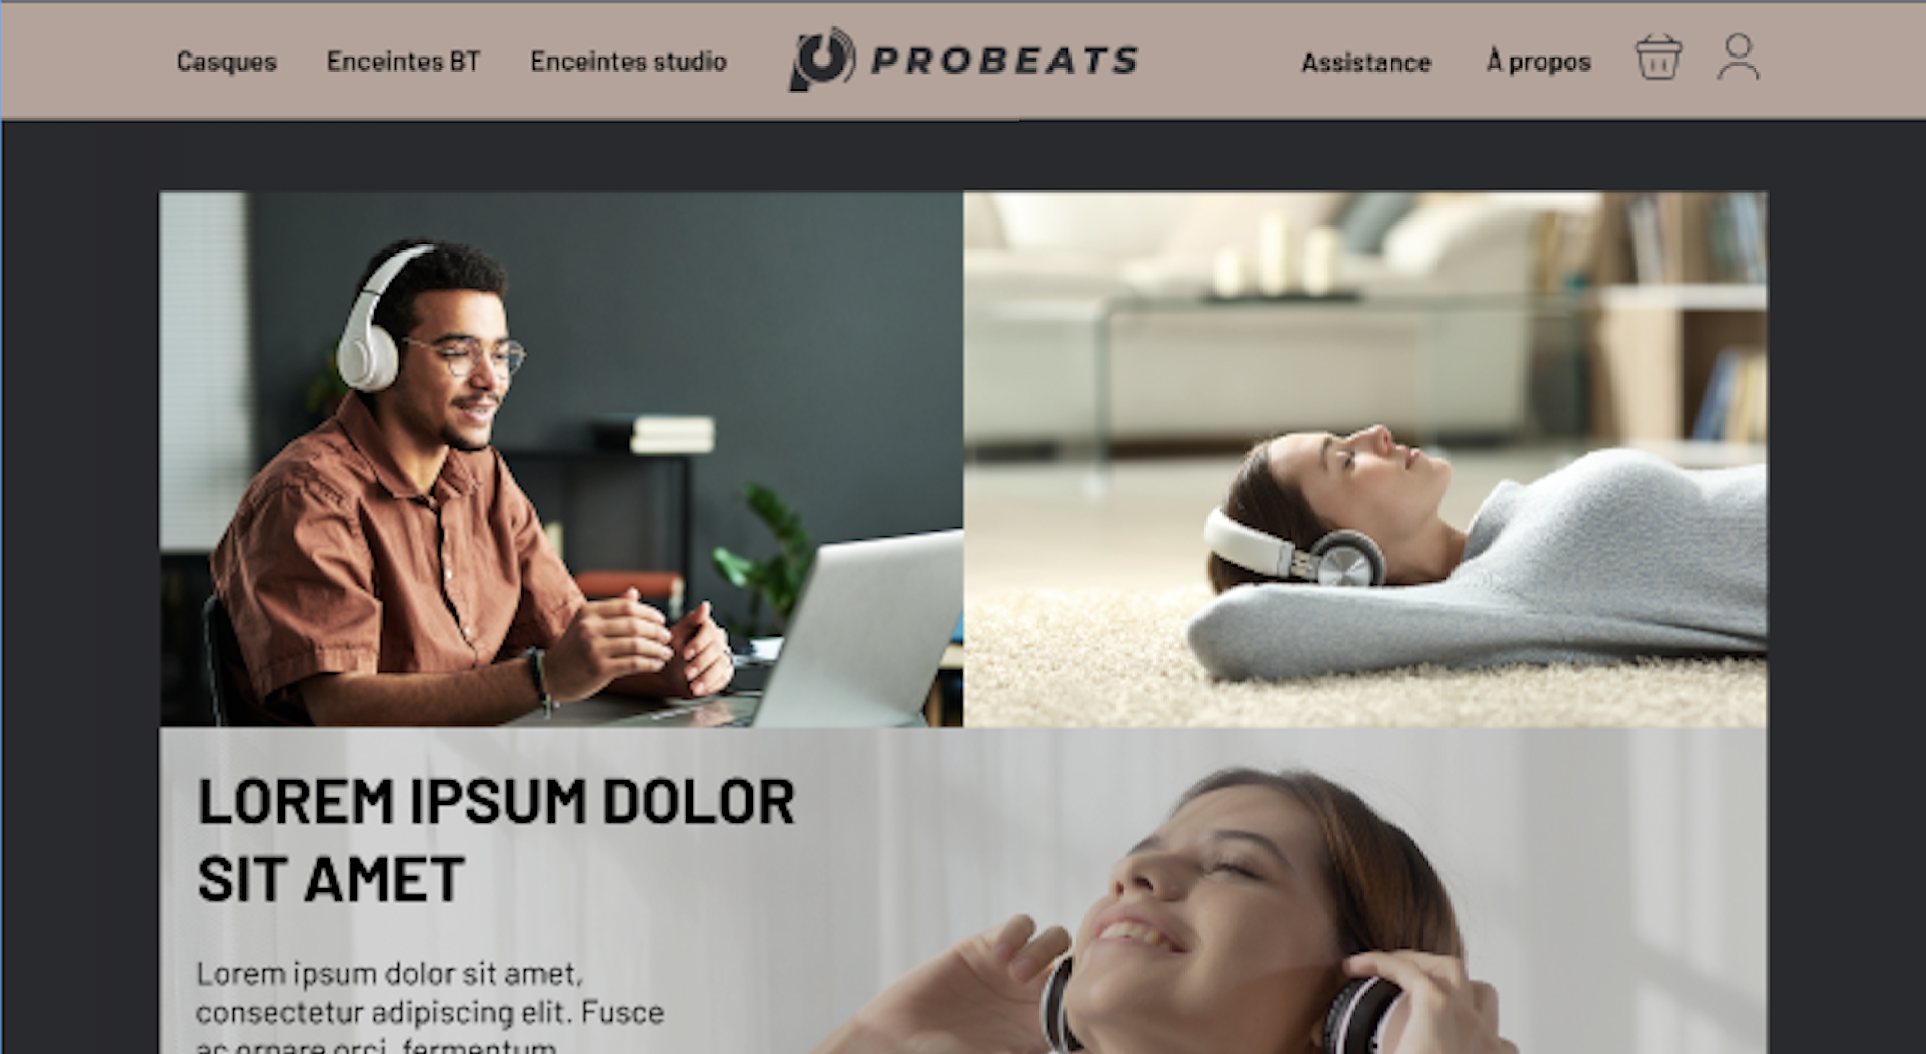 Casques Enceintes BT Enceintes studio PROBEATS Assistance À propos
LOREM IPSUM DOLOR
SIT AMET
Lorem ipsum dolor sit amet,
consectetur adipiscing elit. Fusce
ac ornare orci, fermentum